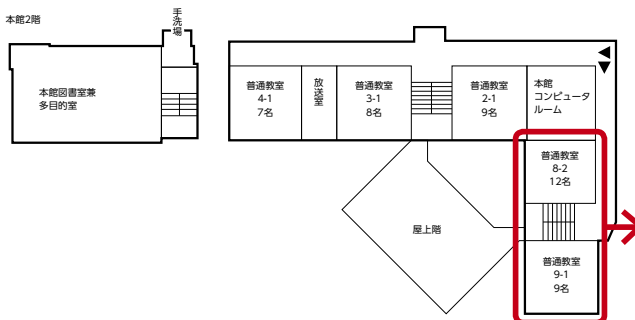 本館2階
手洗場
本館図書室兼
多目的室
普通教室
4-1
7名
放送室
普通教室
3-1
8名
普通教室
2-1
9名
本館
コンピュータ
ルーム
普通教室
8-2
12名
屋上階
普通教室
9-1
9名